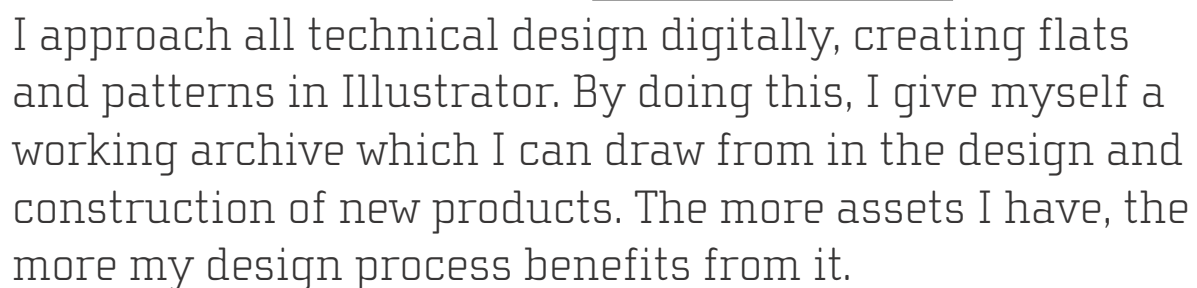 I approach all technical design digitally, creating flats
and patterns in Illustrator. By doing this, I give myself a
working archive which I can draw from in the design and
construction of new products. The more assets I have, the
more my design process benefits from it.